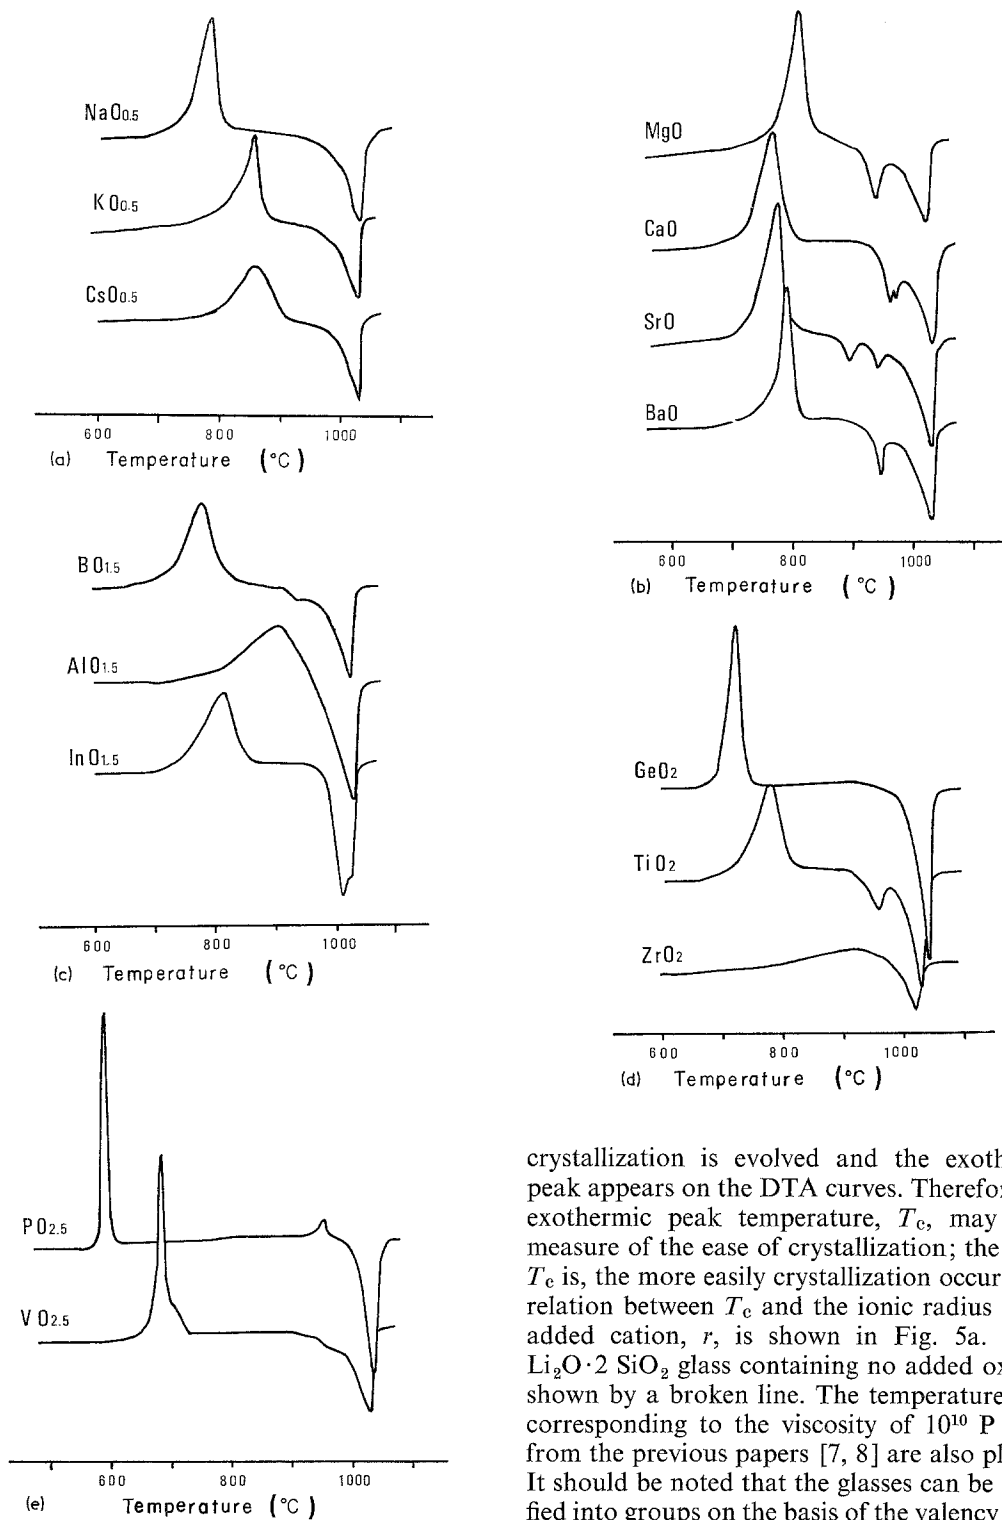 NaO0.5
KO0.5
CsO0.5
600 800 1000
(a) Temperature (°C)
MgO
CaO
SrO
BaO
600 800 1000
(b) Temperature (°C)
BO1.5
AlO1.5
InO1.5
600 800 1000
(c) Temperature (°C)
GeO2
TiO2
ZrO2
600 800 1000
(d) Temperature (°C)
PO2.5
VO2.5
600 800 1000
(e) Temperature (°C)
crystallization is evolved and the exoth
peak appears on the DTA curves. Therefor
exothermic peak temperature, Tc, may
measure of the ease of crystallization; the
Tc is, the more easily crystallization occur
relation between Tc and the ionic radius
added cation, r, is shown in Fig. 5a.
Li₂O·2 SiO₂ glass containing no added ox
shown by a broken line. The temperature
corresponding to the viscosity of 10¹⁰ P
from the previous papers [7, 8] are also pl
It should be noted that the glasses can be
fied into groups on the basis of the valency